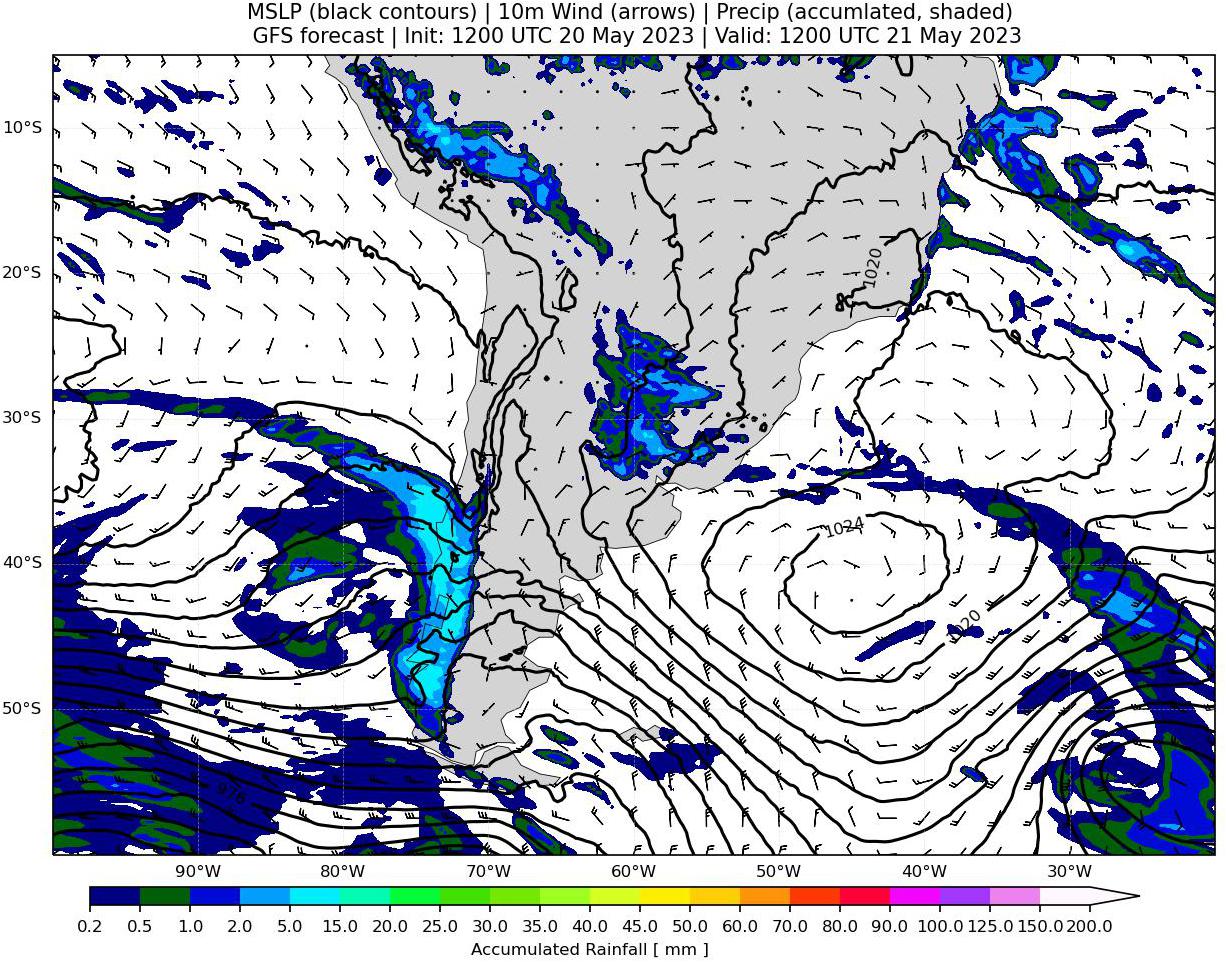 MSLP (black contours) | 10m Wind (arrows) | Precip (accumlated, shaded)
GFS forecast | Init: 1200 UTC 20 May 2023 | Valid: 1200 UTC 21 May 2023
10°S
20°S
1020
30°S
1024
40°S
1020
50°S
976
90°W 80°W 70°W 60°W 50°W 40°W 30°W
0.2 0.5 1.0 2.0 5.0 10.0 15.0 20.0 25.0 30.0 35.0 40.0 45.0 50.0 60.0 70.0 80.0 90.0 100.0 125.0 150.0 200.0
Accumulated Rainfall [ mm ]